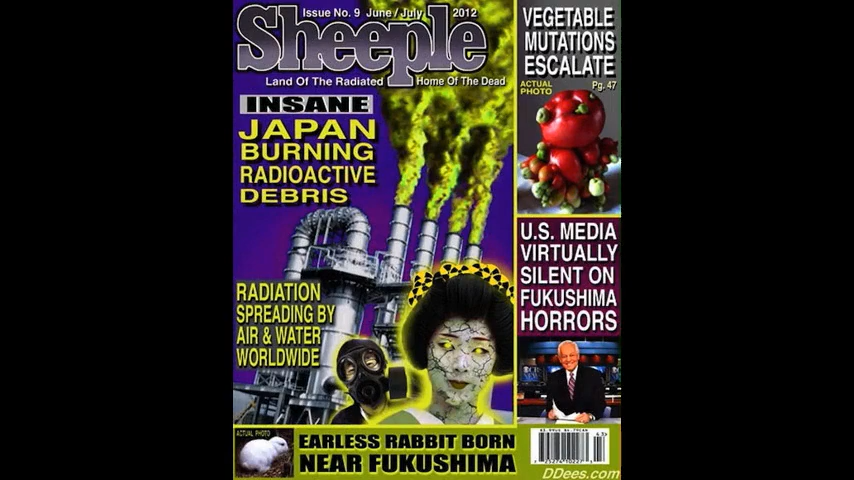 Issue No. 9 June / July 2012
Sheeple
Land Of The Radiated Home Of The Dead
INSANE
JAPAN
BURNING
RADIOACTIVE
DEBRIS
RADIATION
SPREADING BY
AIR & WATER
WORLDWIDE
VEGETABLE
MUTATIONS
ESCALATE
ACTUAL
PHOTO
Pg. 47
U.S. MEDIA
VIRTUALLY
SILENT ON
FUKUSHIMA
HORRORS
ACTUAL PHOTO
EARLESS RABBIT BORN
NEAR FUKUSHIMA
DDees.com